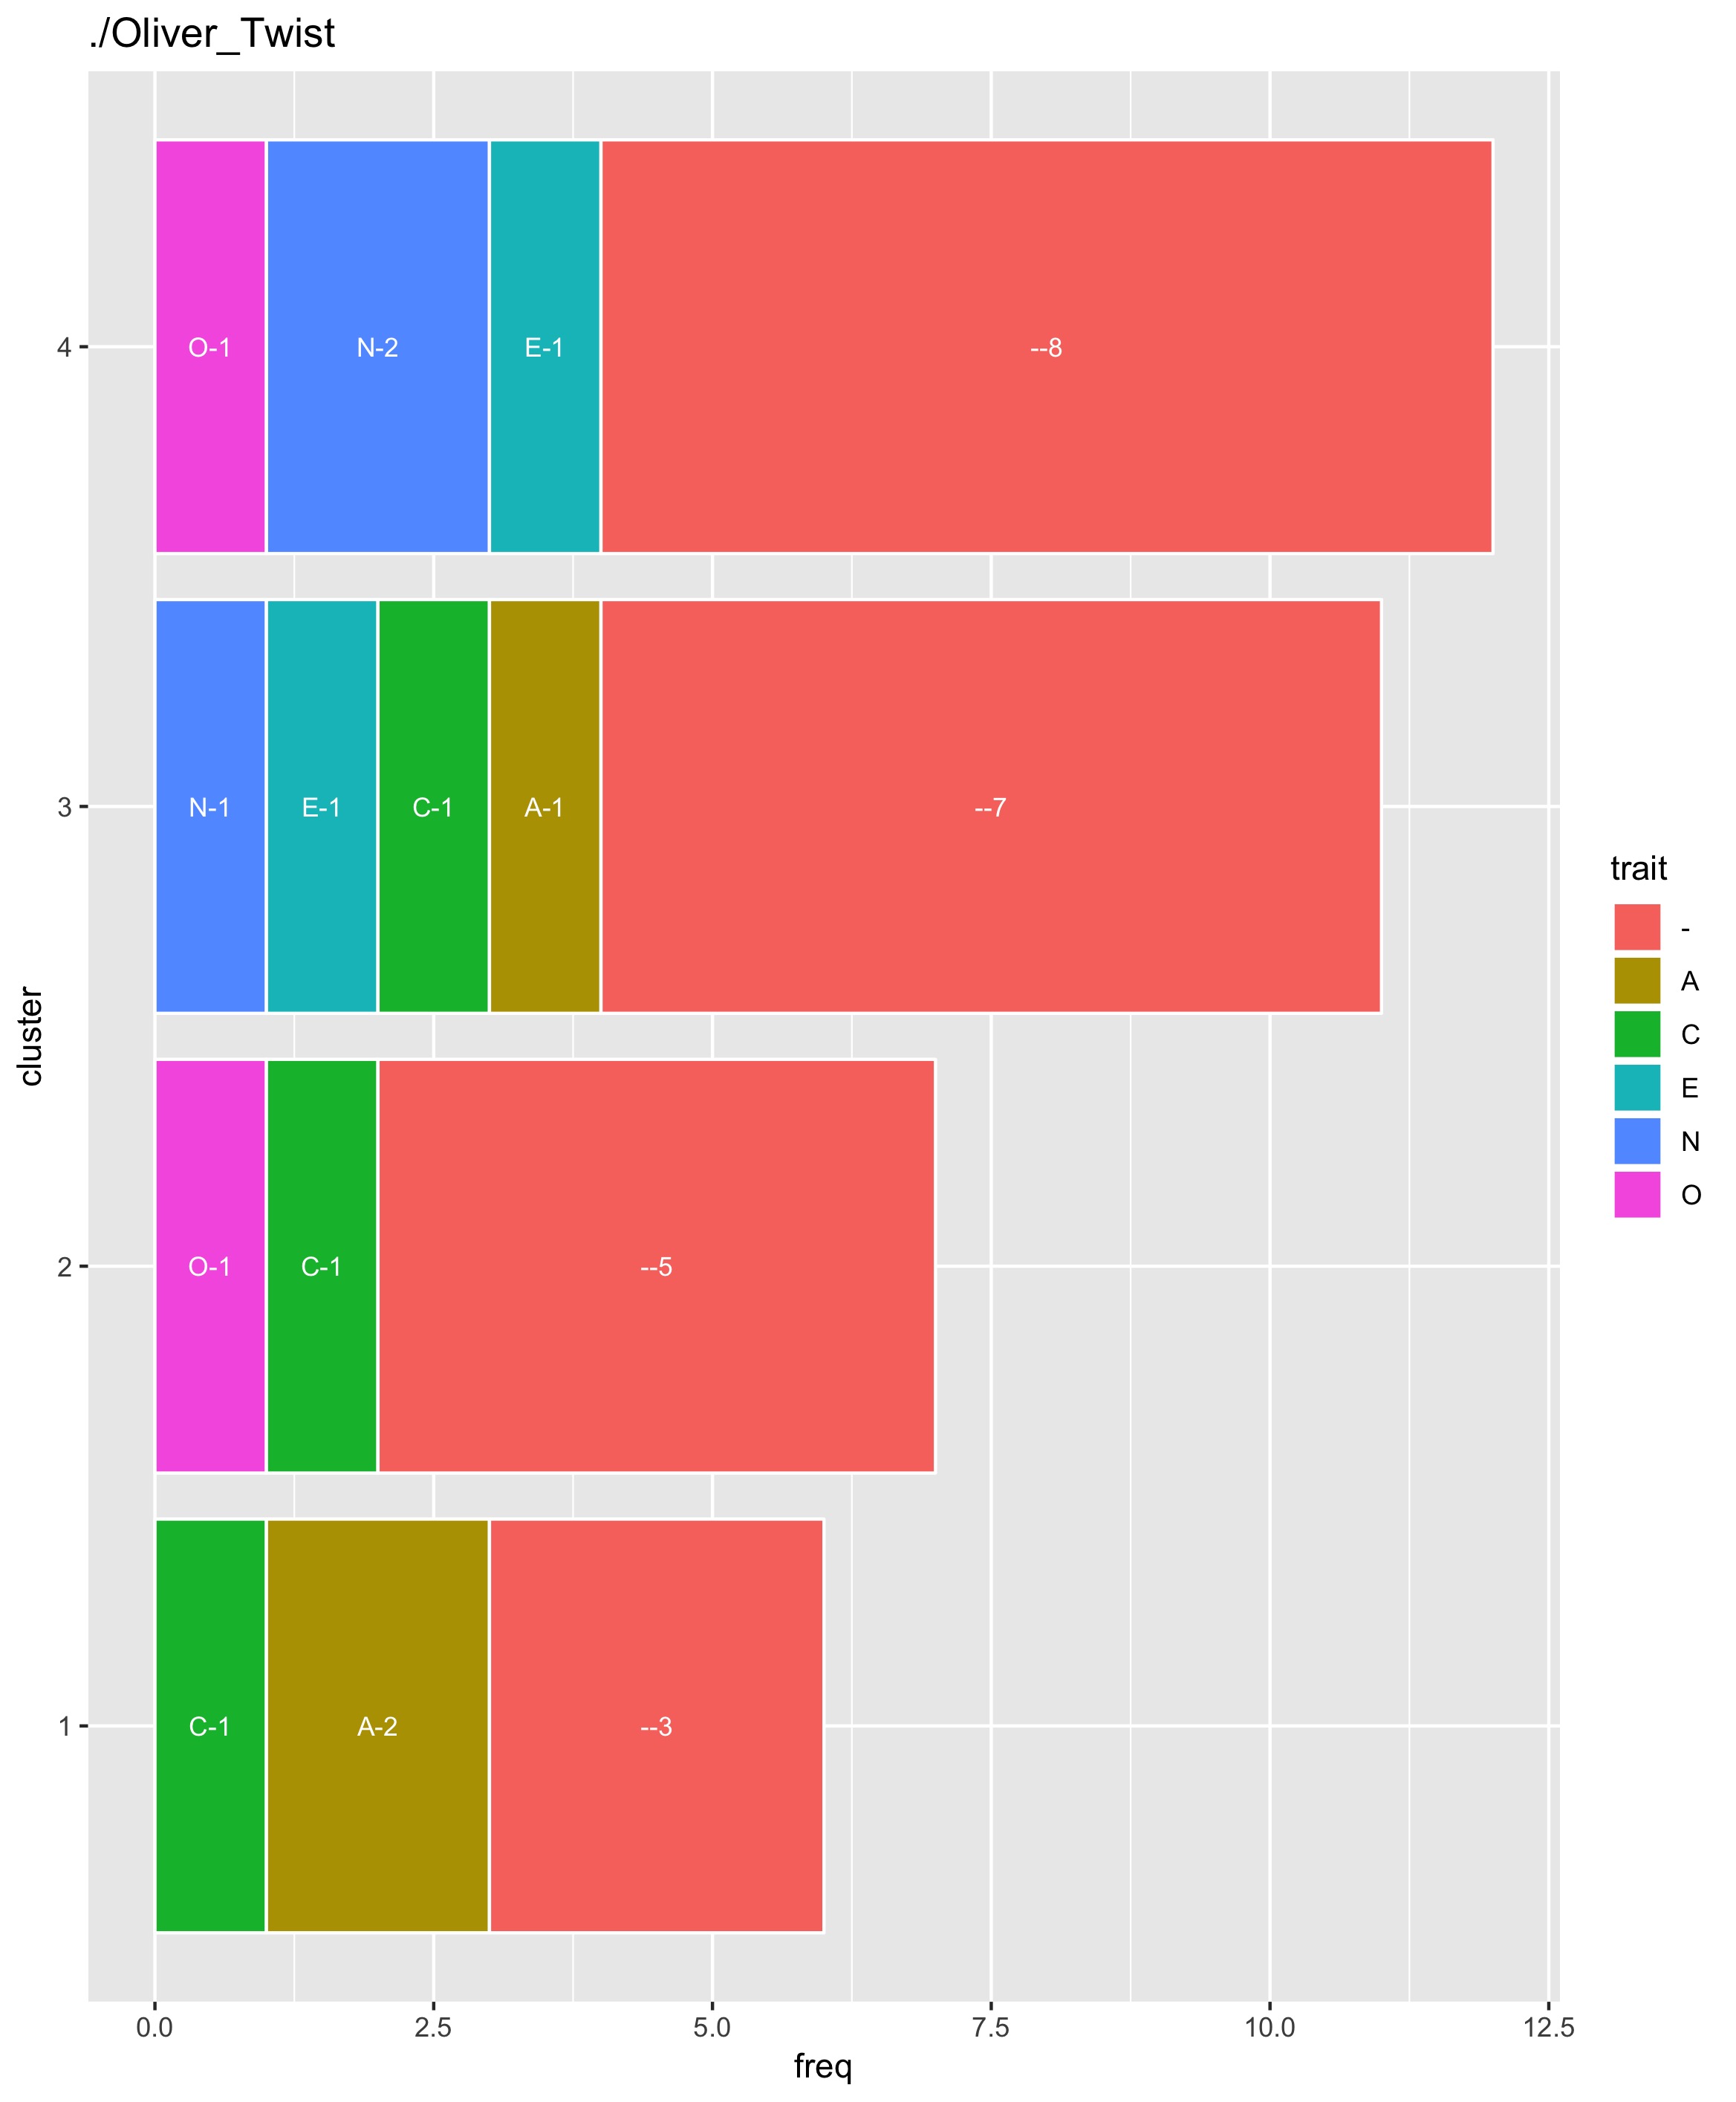 ./Oliver_Twist
4
O-1 N-2 E-1 --8
3
N-1 E-1 C-1 A-1 --7
2
O-1 C-1 --5
1
C-1 A-2 --3
cluster
0.0 2.5 5.0 7.5 10.0 12.5
freq
trait
-
A
C
E
N
O